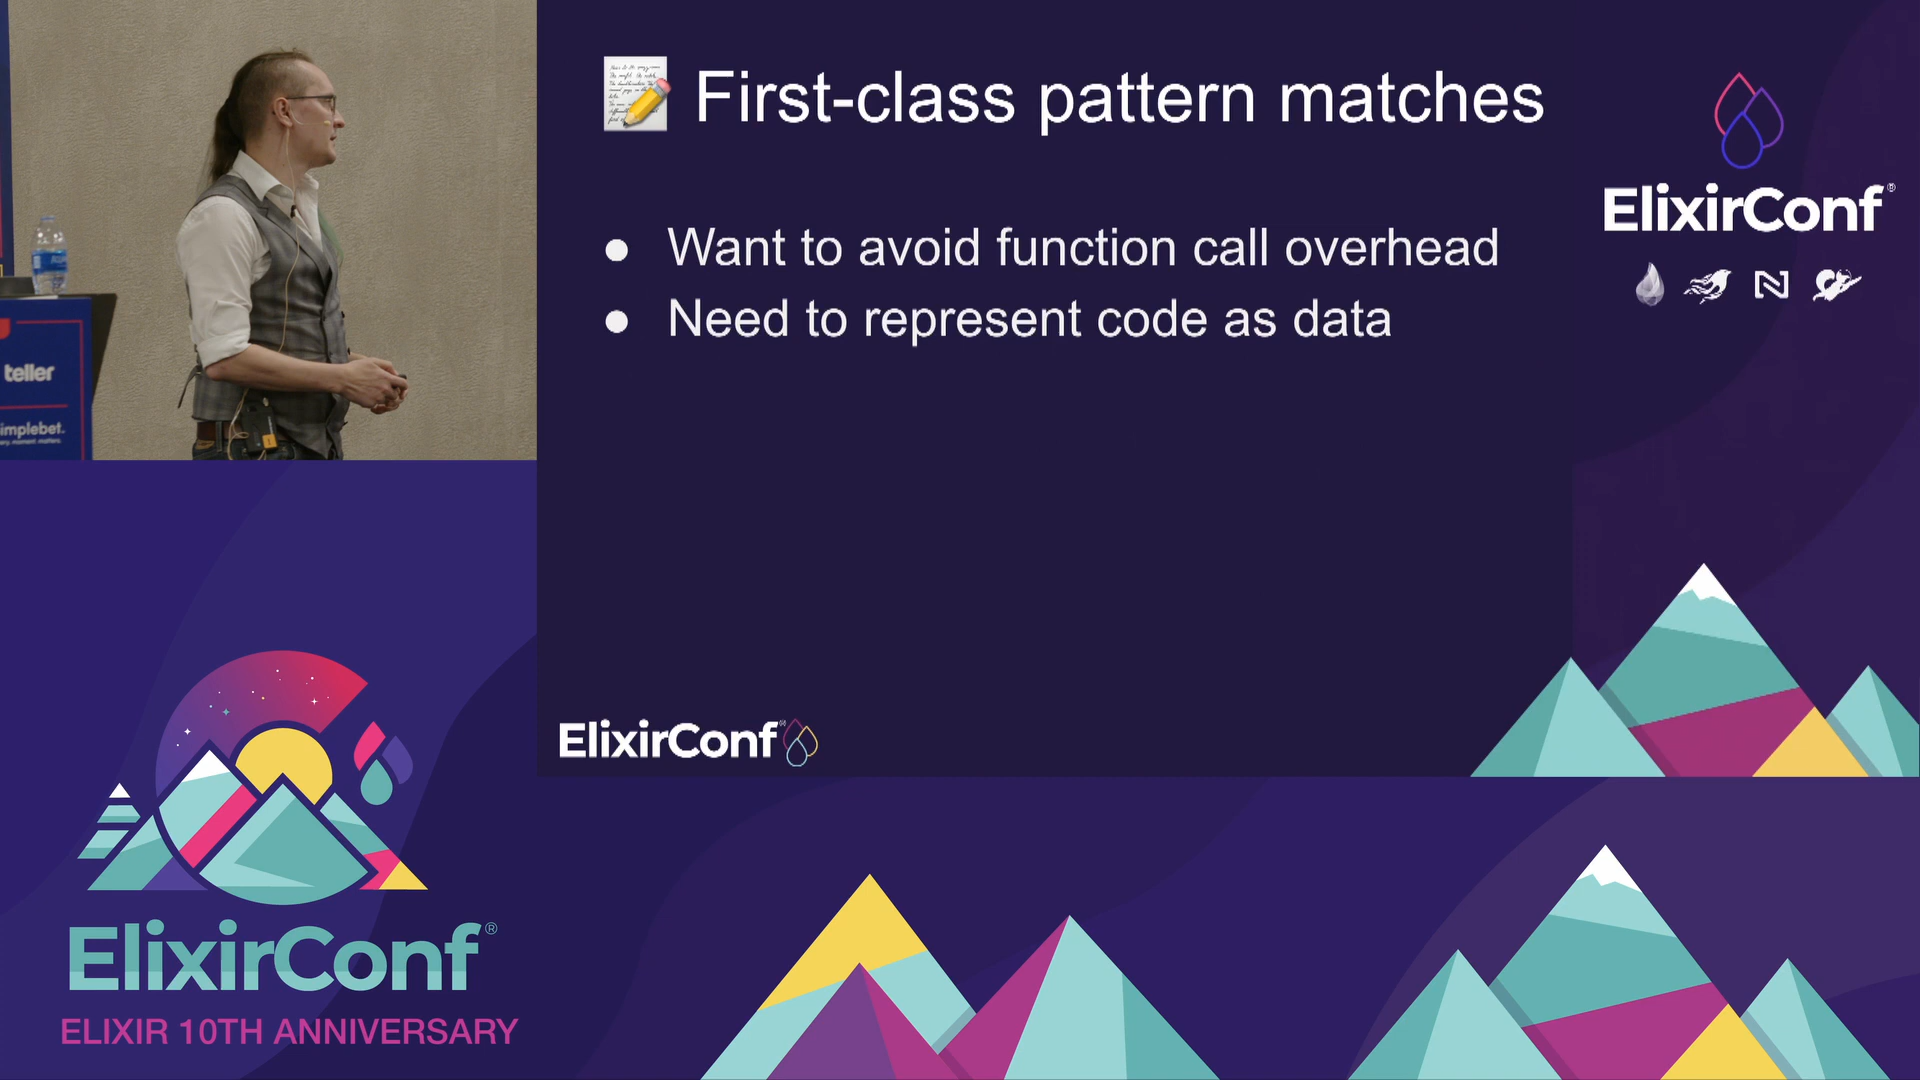 First-class pattern matches
● Want to avoid function call overhead
● Need to represent code as data
ElixirConf®
teller
implebet.
ElixirConf®
ElixirConf®
ELIXIR 10TH ANNIVERSARY